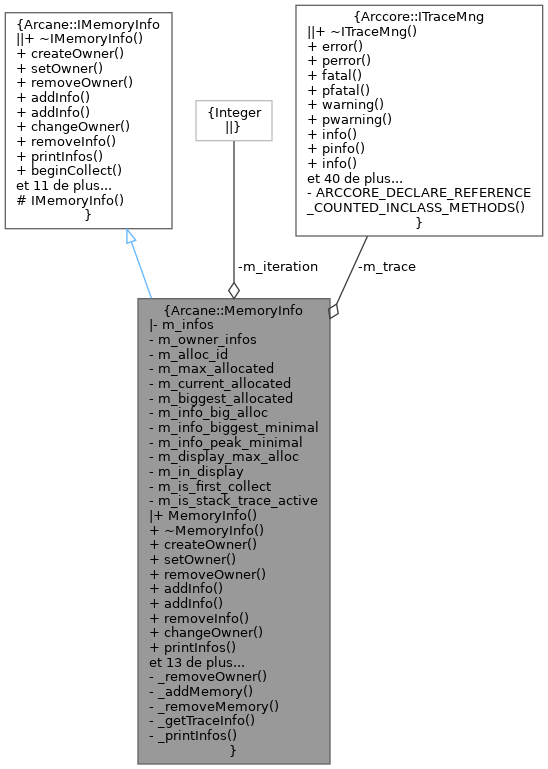 {Arcane::IMemoryInfo
||+ ~IMemoryInfo()
+ createOwner()
+ setOwner()
+ removeOwner()
+ addInfo()
+ addInfo()
+ changeOwner()
+ removeInfo()
+ printInfos()
+ beginCollect()
et 11 de plus...
# IMemoryInfo()
}
{Integer
||}
{Arccore::ITraceMng
||+ ~ITraceMng()
+ error()
+ perror()
+ fatal()
+ pfatal()
+ warning()
+ pwarning()
+ info()
+ pinfo()
+ info()
et 40 de plus...
- ARCCORE_DECLARE_REFERENCE
_COUNTED_INCLASS_METHODS()
}
-m_iteration
-m_trace
{Arcane::MemoryInfo
|- m_infos
- m_owner_infos
- m_alloc_id
- m_max_allocated
- m_current_allocated
- m_biggest_allocated
- m_info_big_alloc
- m_info_biggest_minimal
- m_info_peak_minimal
- m_display_max_alloc
- m_in_display
- m_is_first_collect
- m_is_stack_trace_active
|+ MemoryInfo()
+ ~MemoryInfo()
+ createOwner()
+ setOwner()
+ removeOwner()
+ addInfo()
+ addInfo()
+ removeInfo()
+ changeOwner()
+ printInfos()
et 13 de plus...
- _removeOwner()
- _addMemory()
- _removeMemory()
- _getTraceInfo()
- _printInfos()
}